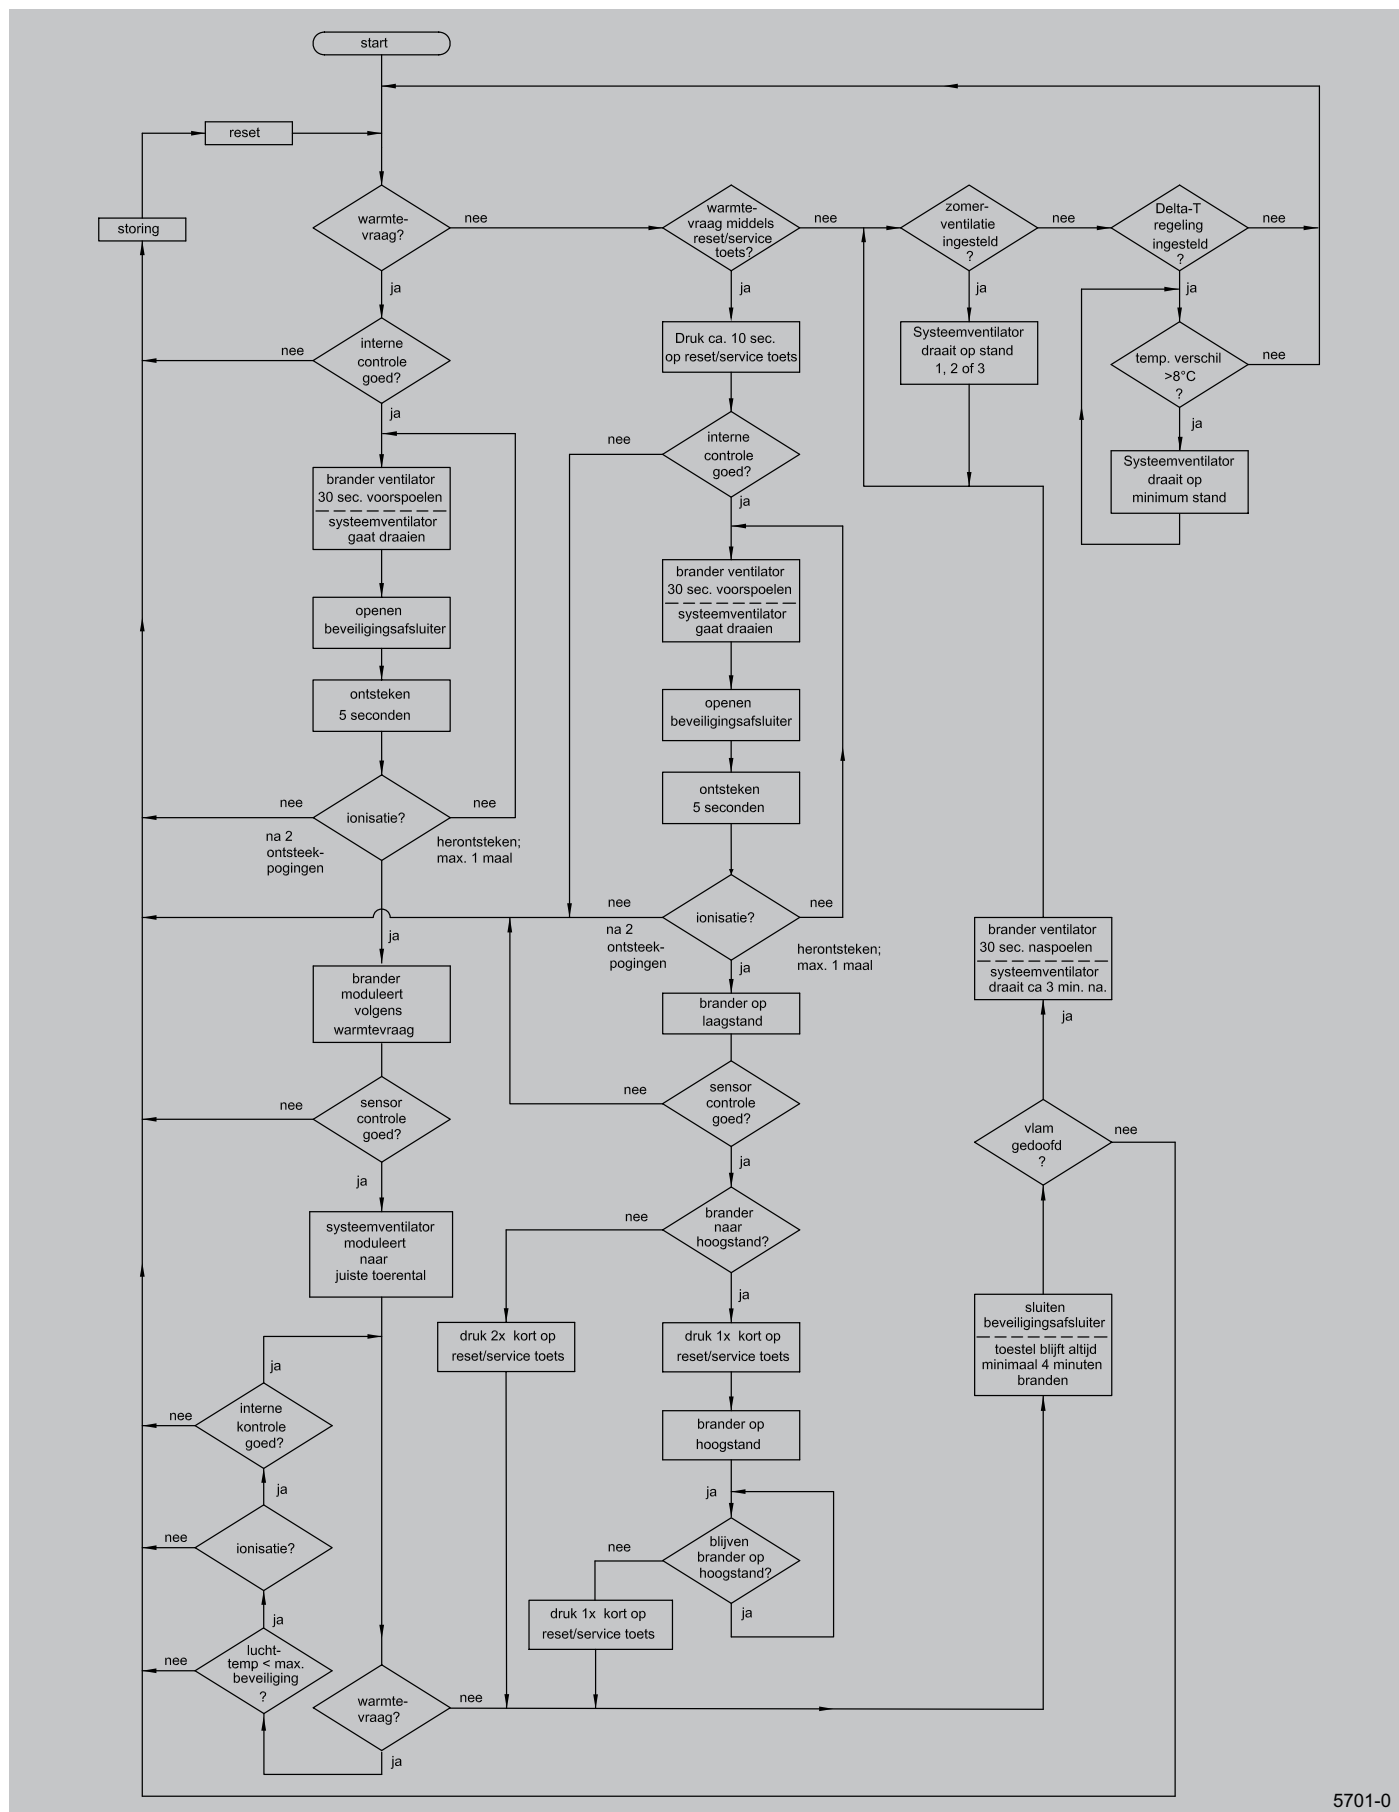 start
reset
storing
warmte-
vraag?
nee
ja
warmte-
vraag middels
reset/service
toets?
nee
ja
zomer-
ventilatie
ingesteld
?
nee
ja
Delta-T
regeling
ingesteld
?
nee
ja
interne
controle
goed?
nee
ja
Druk ca. 10 sec.
op reset/service toets
Systeemventilator
draait op stand
1, 2 of 3
temp. verschil
>8°C
?
nee
ja
Systeemventilator
draait op
minimum stand
interne
controle
goed?
nee
ja
brander ventilator
30 sec. voorspoelen
systeemventilator
gaat draaien
openen
beveiligingsafsluiter
ontsteken
5 seconden
nee
ionisatie?
nee
na 2
ontsteek-
pogingen
herontsteken;
max. 1 maal
ja
brander ventilator
30 sec. voorspoelen
systeemventilator
gaat draaien
openen
beveiligingsafsluiter
ontsteken
5 seconden
nee
ionisatie?
nee
na 2
ontsteek-
pogingen
herontsteken;
max. 1 maal
ja
brander
moduleert
volgens
warmtevraag
nee
sensor
controle
goed?
ja
systeemventilator
moduleert
naar
juiste toerental
brander op
laagstand
nee
sensor
controle
goed?
ja
nee
brander
naar
hoogstand?
ja
druk 2x kort op
reset/service toets
druk 1x kort op
reset/service toets
brander op
hoogstand
ja
nee
blijven
brander op
hoogstand?
ja
druk 1x kort op
reset/service toets
brander ventilator
30 sec. naspoelen
systeemventilator
draait ca 3 min. na.
ja
vlam
gedoofd
?
nee
sluiten
beveiligingsafsluiter
toestel blijft altijd
minimaal 4 minuten
branden
ja
nee
interne
kontrole
goed?
ja
nee
ionisatie?
ja
nee
lucht-
temp < max.
beveiliging
?
warmte-
vraag?
nee
ja
5701-0